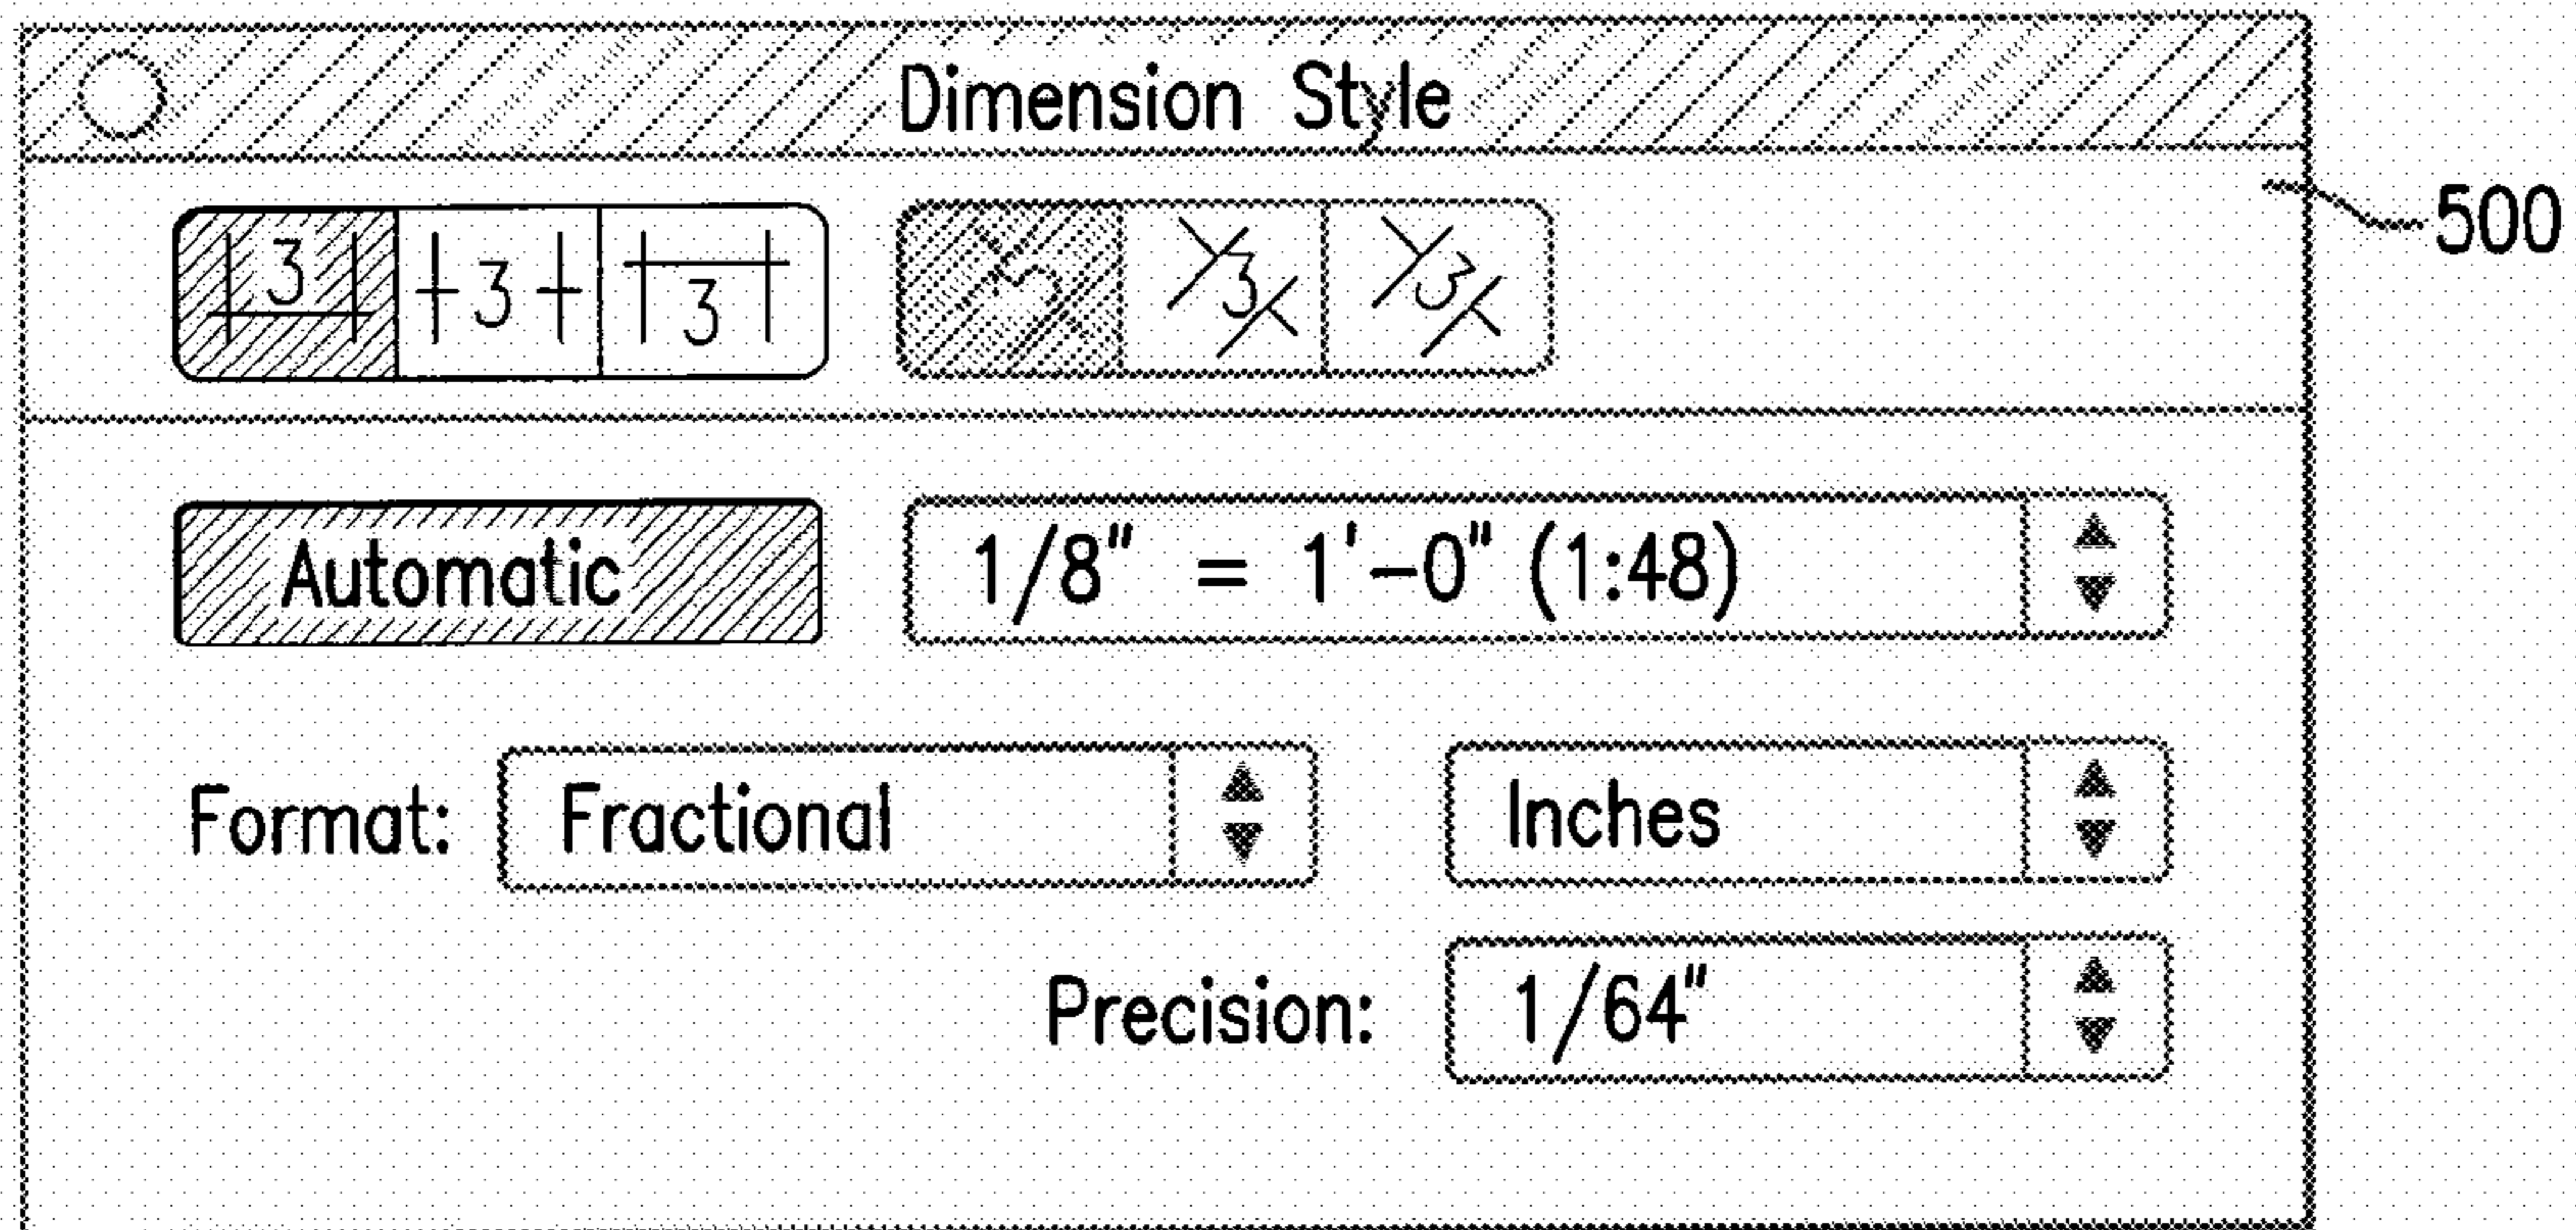 Dimension Style
500
3 3 3 3 3
Automatic 1/8" = 1'-0" (1:48)
Format: Fractional Inches
Precision: 1/64"